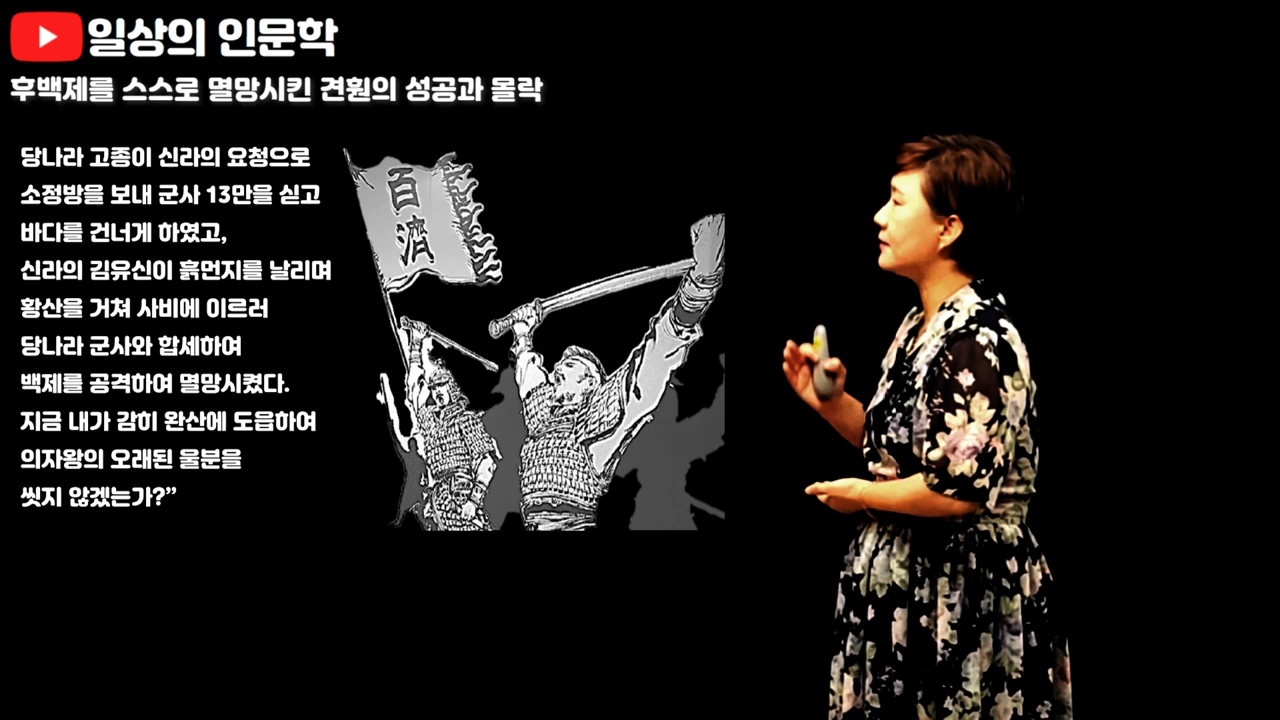 일상의 인문학
후백제를 스스로 멸망시킨 견훤의 성공과 몰락
당나라 고종이 신라의 요청으로
소정방을 보내 군사 13만을 싣고
바다를 건너게 하였고,
신라의 김유신이 흙먼지를 날리며
황산을 거쳐 사비에 이르러
당나라 군사와 합세하여
백제를 공격하여 멸망시켰다.
지금 내가 감히 완산에 도읍하여
의자왕의 오래된 울분을
씻지 않겠는가?”
百濟